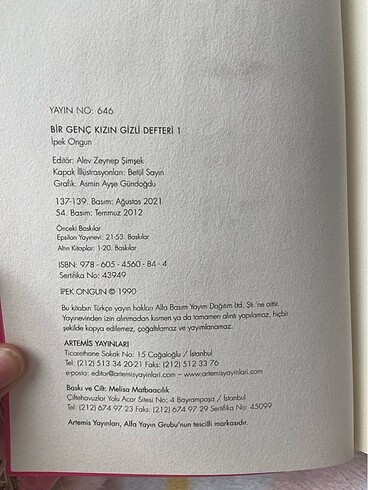 YAYIN NO: 646
BİR GENÇ KIZIN GİZLİ DEFTERİ 1
İpek Ongun
Editör: Alev Zeynep Şimşek
Kapak İllüstrasyonları: Betül Sayın
Grafik: Asmin Ayşe Gündoğdu
137-139. Basım: Ağustos 2021
54. Basım: Temmuz 2012
Önceki Baskılar
Epsilon Yayınevi: 21-53. Baskılar
Altın Kitaplar: 1-20. Baskılar
ISBN: 978 - 605 - 4560 - 84 - 4
Sertifika No: 43949
İPEK ONGUN © 1990
Bu kitabın Türkçe yayın hakları Alfa Basım Yayım Dağıtım Ltd. Şti.'ne aittir.
Yayınevinden izin alınmadan kısmen ya da tamamen alıntı yapılamaz, hiçbir
şekilde kopya edilemez, çoğaltılamaz ve yayımlanamaz.
ARTEMİS YAYINLARI
Ticarethane Sokak No: 15 Cağaloğlu / İstanbul
Tel: (212) 513 34 20-21 Faks: (212) 512 33 76
e-posta: editor@artemisyayinlari.com – www.artemisyayinlari.com
Baskı ve Cilt: Melisa Matbaacılık
Çiftehavuzlar Yolu Acar Sitesi No: 4 Bayrampaşa / İstanbul
Tel: (212) 674 97 23 Faks: (212) 674 97 29 Sertifika No: 45099
Artemis Yayınları, Alfa Yayın Grubu'nun tescilli markasıdır.